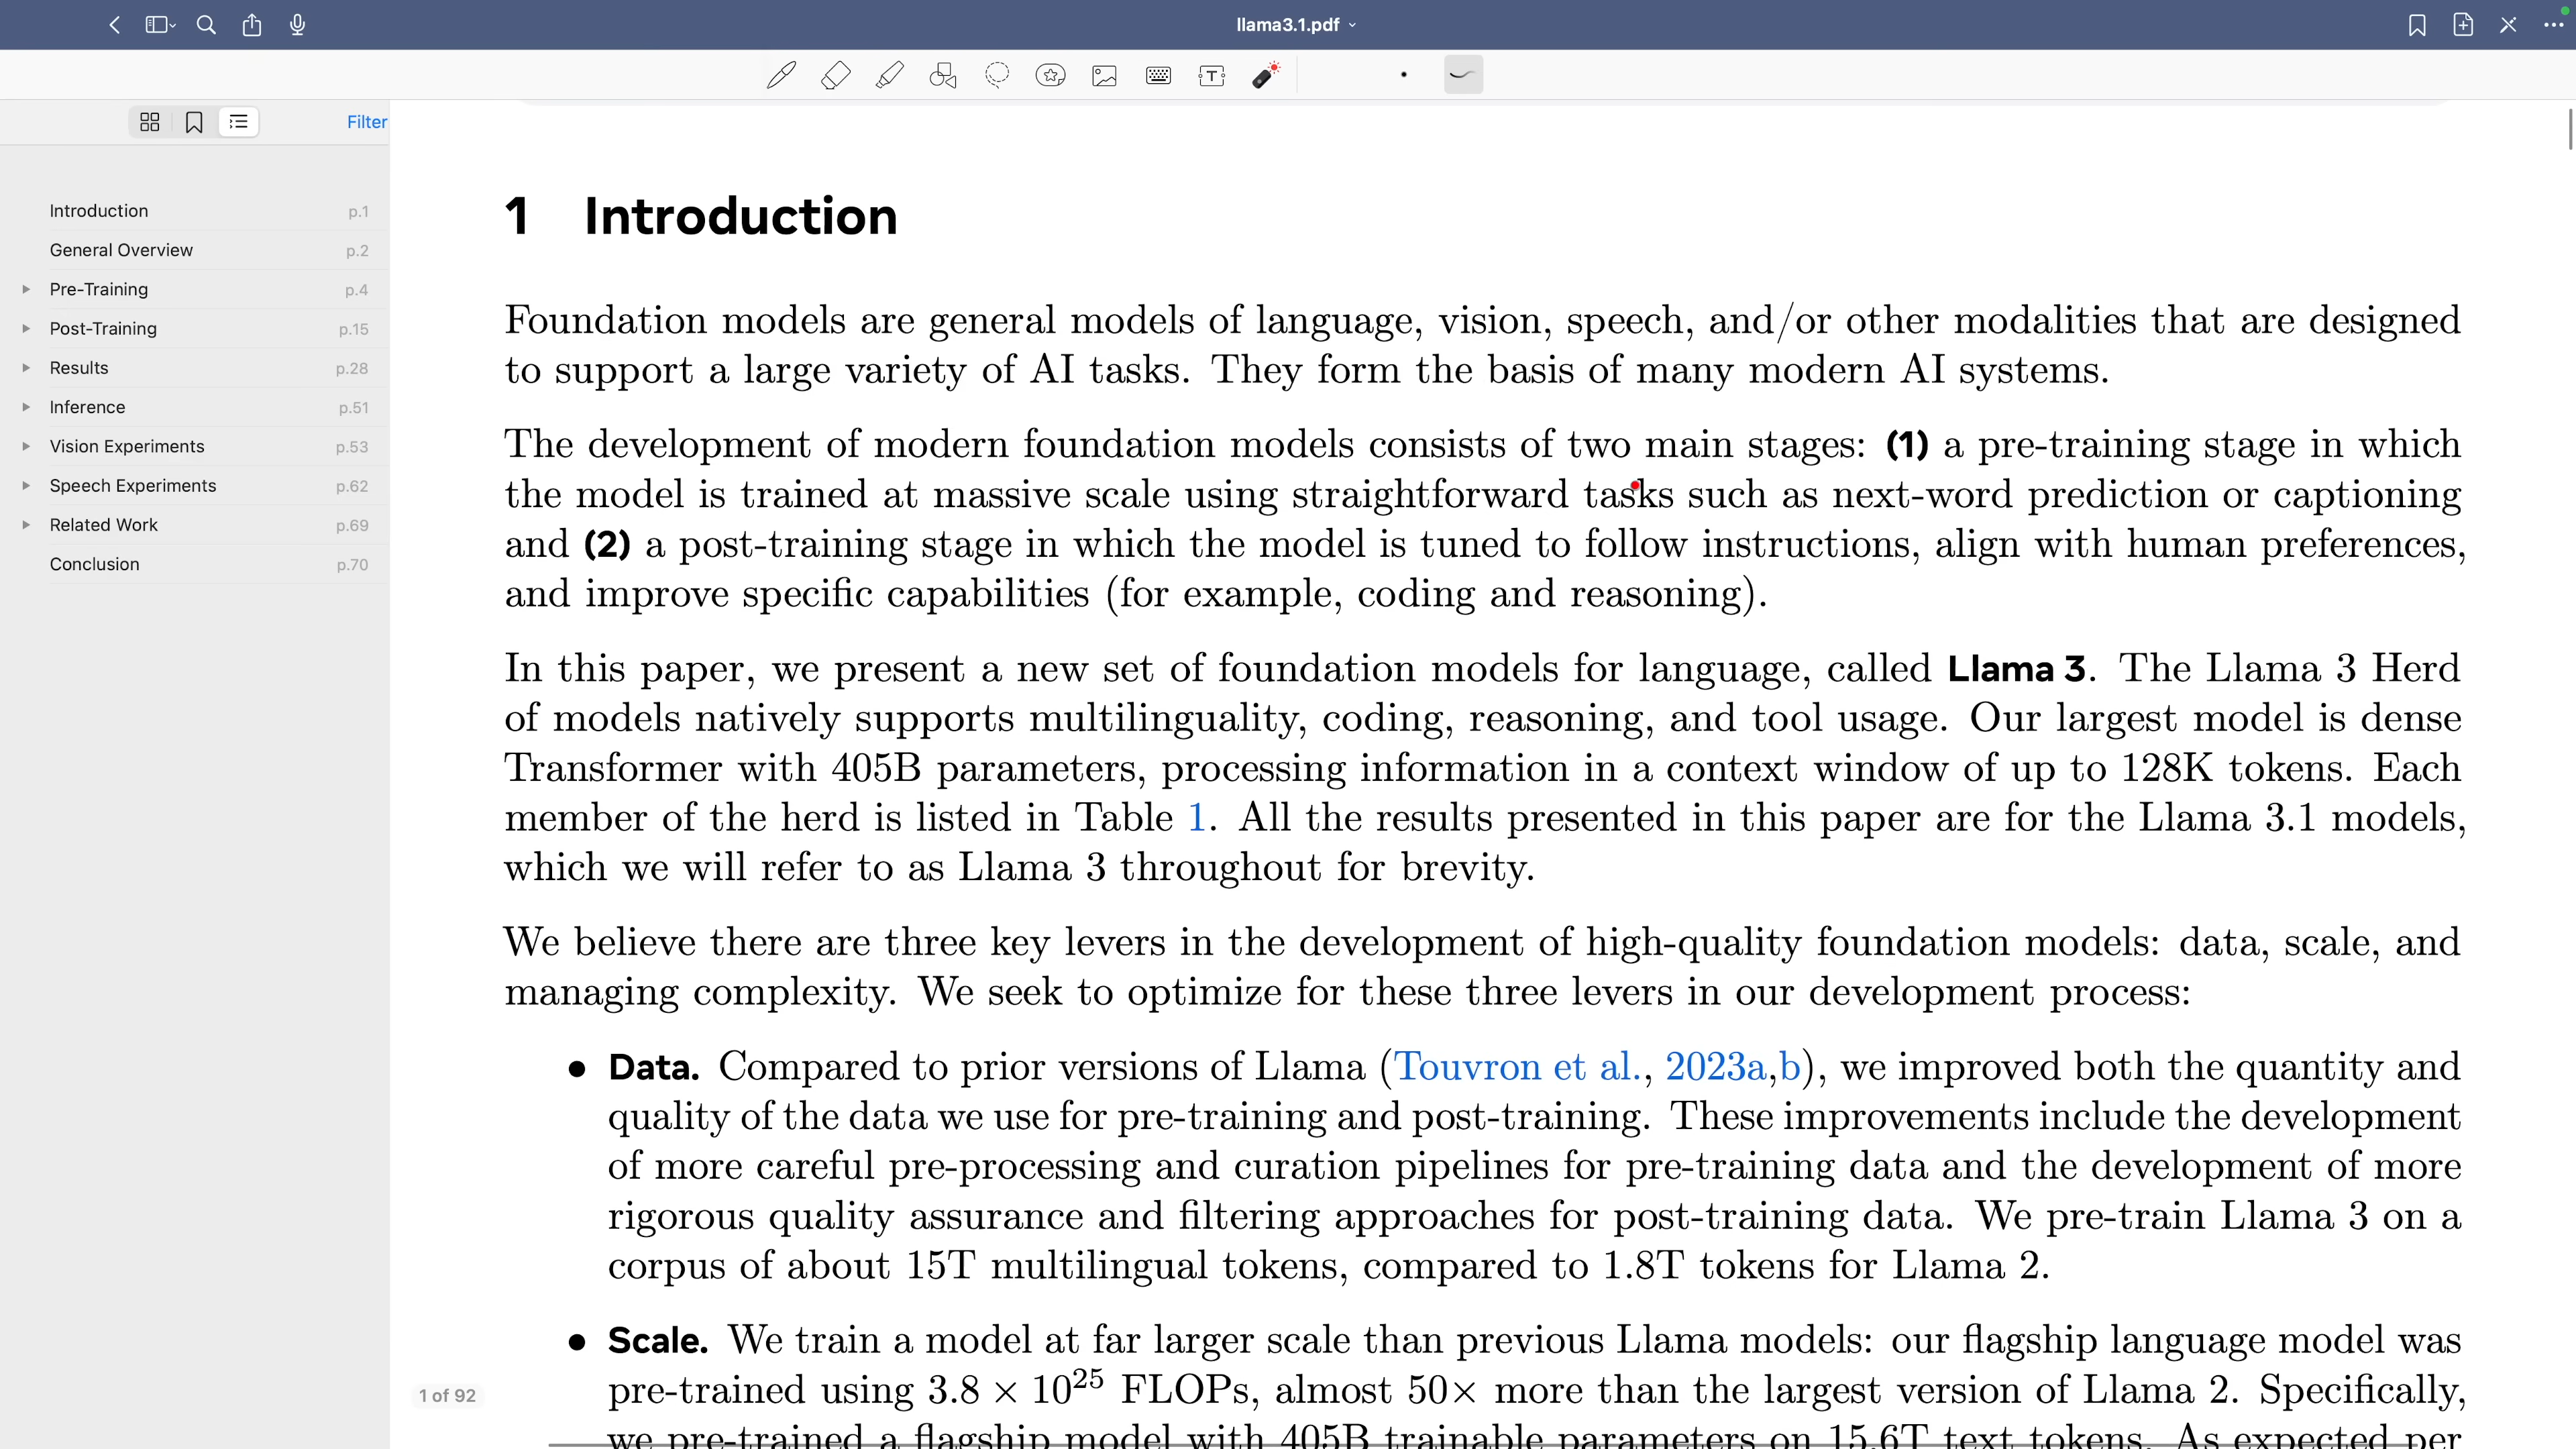 llama3.1.pdf
Filter
Introduction p.1
General Overview p.2
Pre-Training p.4
Post-Training p.15
Results p.28
Inference p.51
Vision Experiments p.53
Speech Experiments p.62
Related Work p.69
Conclusion p.70
1 Introduction
Foundation models are general models of language, vision, speech, and/or other modalities that are designed
to support a large variety of AI tasks. They form the basis of many modern AI systems.
The development of modern foundation models consists of two main stages: (1) a pre-training stage in which
the model is trained at massive scale using straightforward tasks such as next-word prediction or captioning
and (2) a post-training stage in which the model is tuned to follow instructions, align with human preferences,
and improve specific capabilities (for example, coding and reasoning).
In this paper, we present a new set of foundation models for language, called Llama 3. The Llama 3 Herd
of models natively supports multilinguality, coding, reasoning, and tool usage. Our largest model is dense
Transformer with 405B parameters, processing information in a context window of up to 128K tokens. Each
member of the herd is listed in Table 1. All the results presented in this paper are for the Llama 3.1 models,
which we will refer to as Llama 3 throughout for brevity.
We believe there are three key levers in the development of high-quality foundation models: data, scale, and
managing complexity. We seek to optimize for these three levers in our development process:
• Data. Compared to prior versions of Llama (Touvron et al., 2023a,b), we improved both the quantity and
quality of the data we use for pre-training and post-training. These improvements include the development
of more careful pre-processing and curation pipelines for pre-training data and the development of more
rigorous quality assurance and filtering approaches for post-training data. We pre-train Llama 3 on a
corpus of about 15T multilingual tokens, compared to 1.8T tokens for Llama 2.
• Scale. We train a model at far larger scale than previous Llama models: our flagship language model was
pre-trained using 3.8 × 10²⁵ FLOPs, almost 50× more than the largest version of Llama 2. Specifically,
we pre-trained a flagship model with 405B trainable parameters on 15.6T text tokens. As expected per
1 of 92